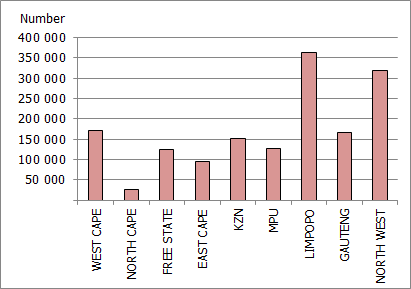 Number
400 000
350 000
300 000
250 000
200 000
150 000
100 000
50 000
WEST CAPE
NORTH CAPE
FREE STATE
EAST CAPE
KZN
MPU
LIMPOPO
GAUTENG
NORTH WEST